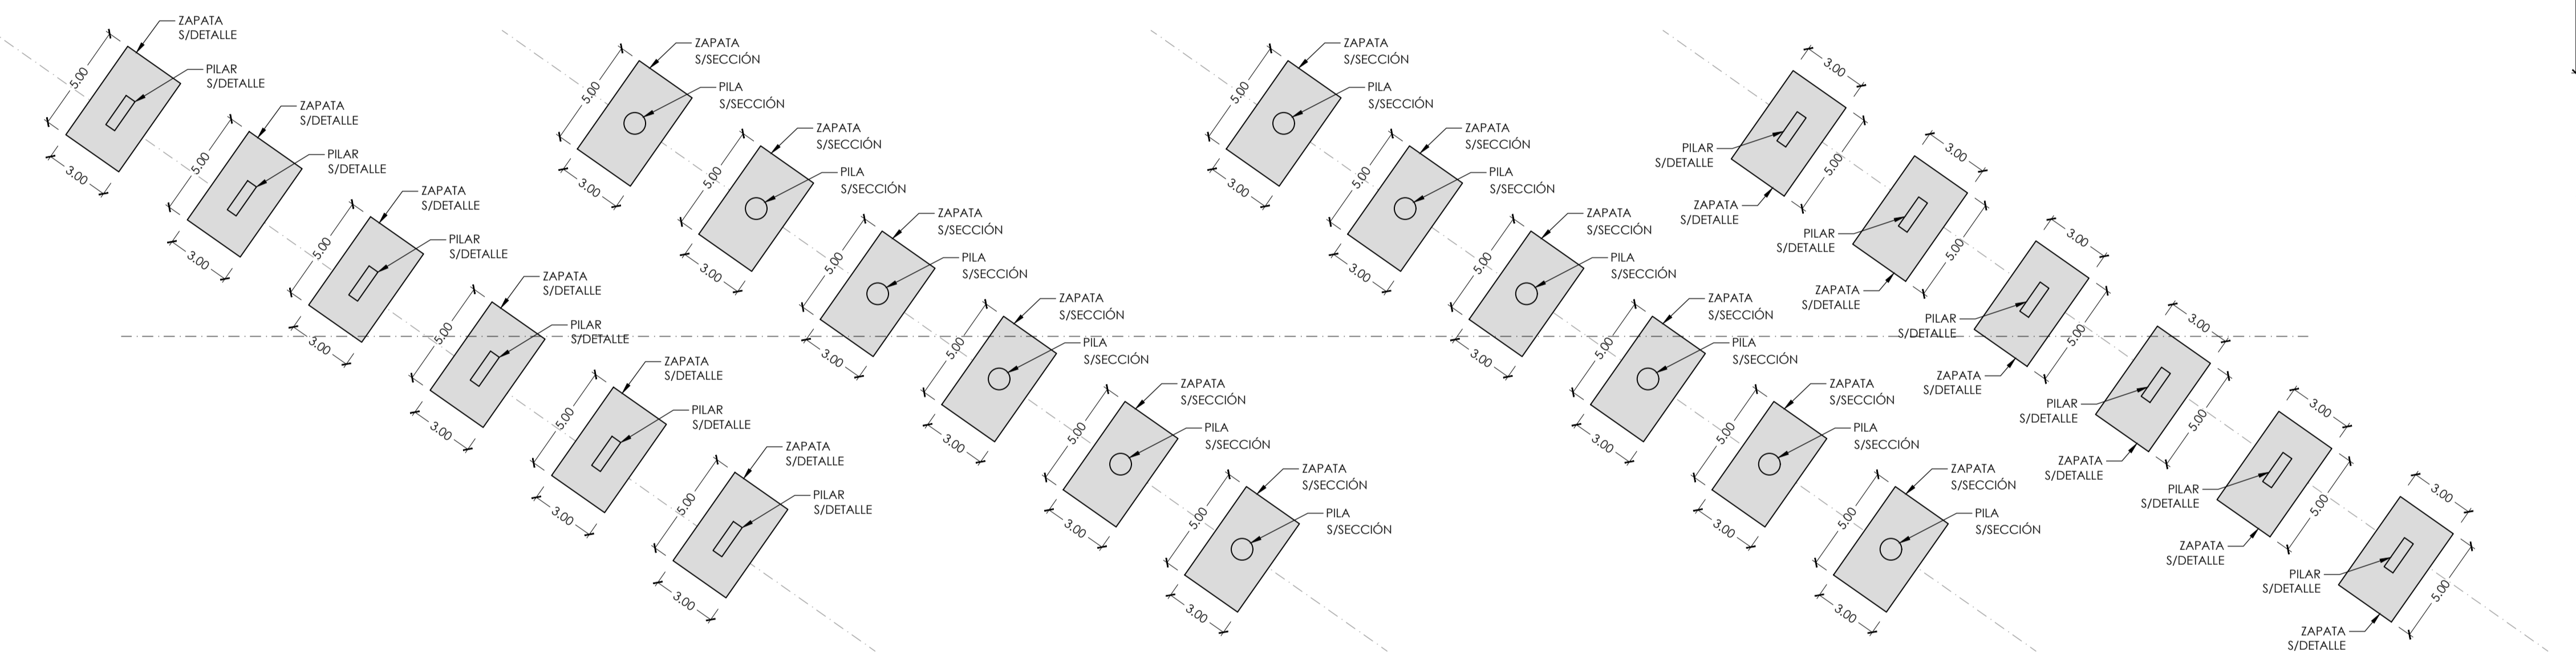 ZAPATA
S/DETALLE
PILAR
S/DETALLE
5.00
3.00
ZAPATA
S/DETALLE
PILAR
S/DETALLE
5.00
3.00
ZAPATA
S/DETALLE
PILAR
S/DETALLE
5.00
3.00
ZAPATA
S/DETALLE
PILAR
S/DETALLE
5.00
3.00
ZAPATA
S/DETALLE
PILAR
S/DETALLE
5.00
3.00
ZAPATA
S/DETALLE
PILAR
S/DETALLE
5.00
3.00
ZAPATA
S/SECCIÓN
PILA
S/SECCIÓN
5.00
3.00
ZAPATA
S/SECCIÓN
PILA
S/SECCIÓN
5.00
3.00
ZAPATA
S/SECCIÓN
PILA
S/SECCIÓN
5.00
3.00
ZAPATA
S/SECCIÓN
PILA
S/SECCIÓN
5.00
3.00
ZAPATA
S/SECCIÓN
PILA
S/SECCIÓN
5.00
3.00
ZAPATA
S/SECCIÓN
PILA
S/SECCIÓN
5.00
3.00
ZAPATA
S/SECCIÓN
PILA
S/SECCIÓN
5.00
3.00
ZAPATA
S/SECCIÓN
PILA
S/SECCIÓN
5.00
3.00
ZAPATA
S/SECCIÓN
PILA
S/SECCIÓN
5.00
3.00
ZAPATA
S/SECCIÓN
PILA
S/SECCIÓN
5.00
3.00
ZAPATA
S/SECCIÓN
PILA
S/SECCIÓN
5.00
3.00
ZAPATA
S/SECCIÓN
PILA
S/SECCIÓN
5.00
3.00
3.00
PILAR
S/DETALLE
5.00
ZAPATA
S/DETALLE
3.00
PILAR
S/DETALLE
5.00
ZAPATA
S/DETALLE
3.00
PILAR
S/DETALLE
5.00
ZAPATA
S/DETALLE
3.00
PILAR
S/DETALLE
5.00
ZAPATA
S/DETALLE
3.00
PILAR
S/DETALLE
5.00
ZAPATA
S/DETALLE
3.00
PILAR
S/DETALLE
5.00
ZAPATA
S/DETALLE